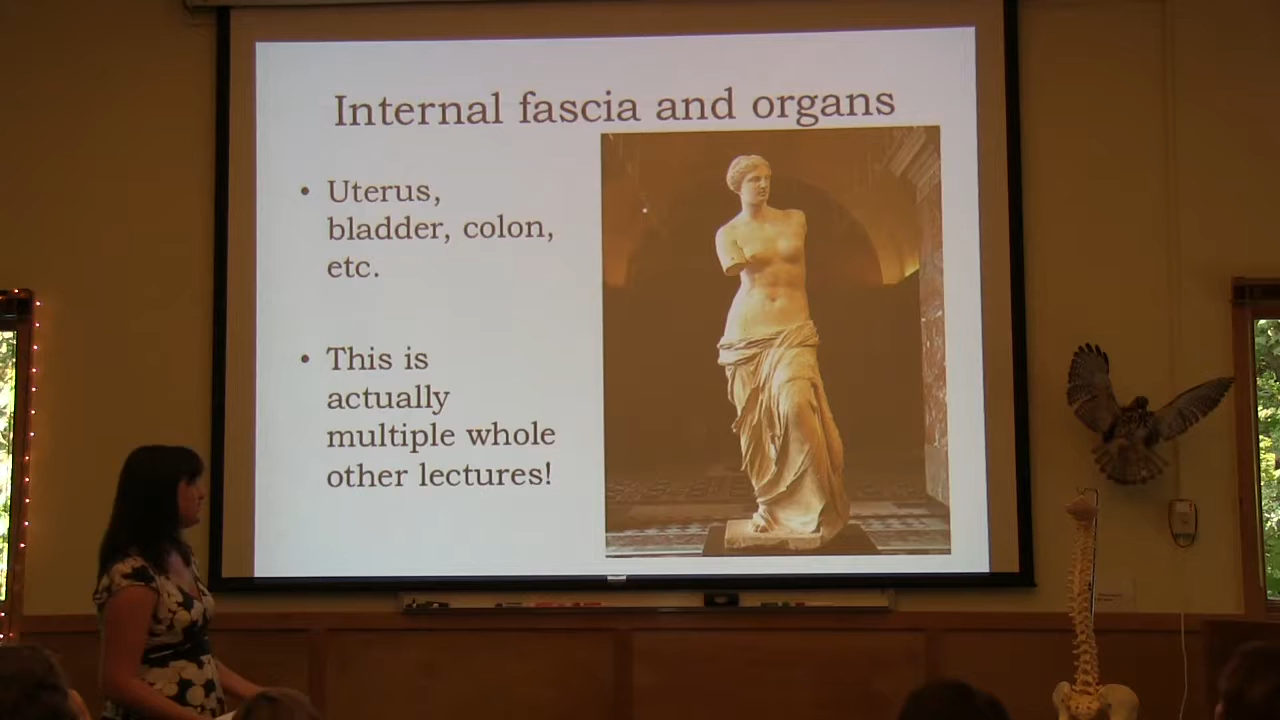 Internal fascia and organs
• Uterus,
bladder, colon,
etc.
• This is
actually
multiple whole
other lectures!